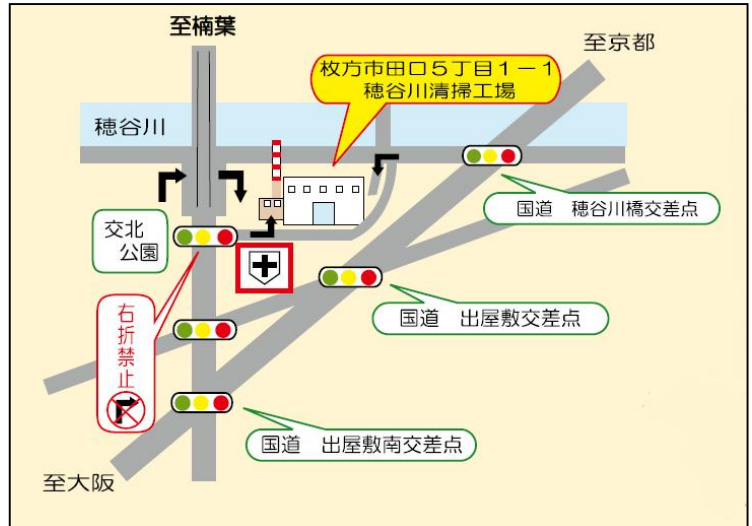 至楠葉
至京都
枚方市田口5丁目1-1
穂谷川清掃工場
穂谷川
国道 穂谷川橋交差点
交北
公園
国道 出屋敷交差点
右折禁止
国道 出屋敷南交差点
至大阪